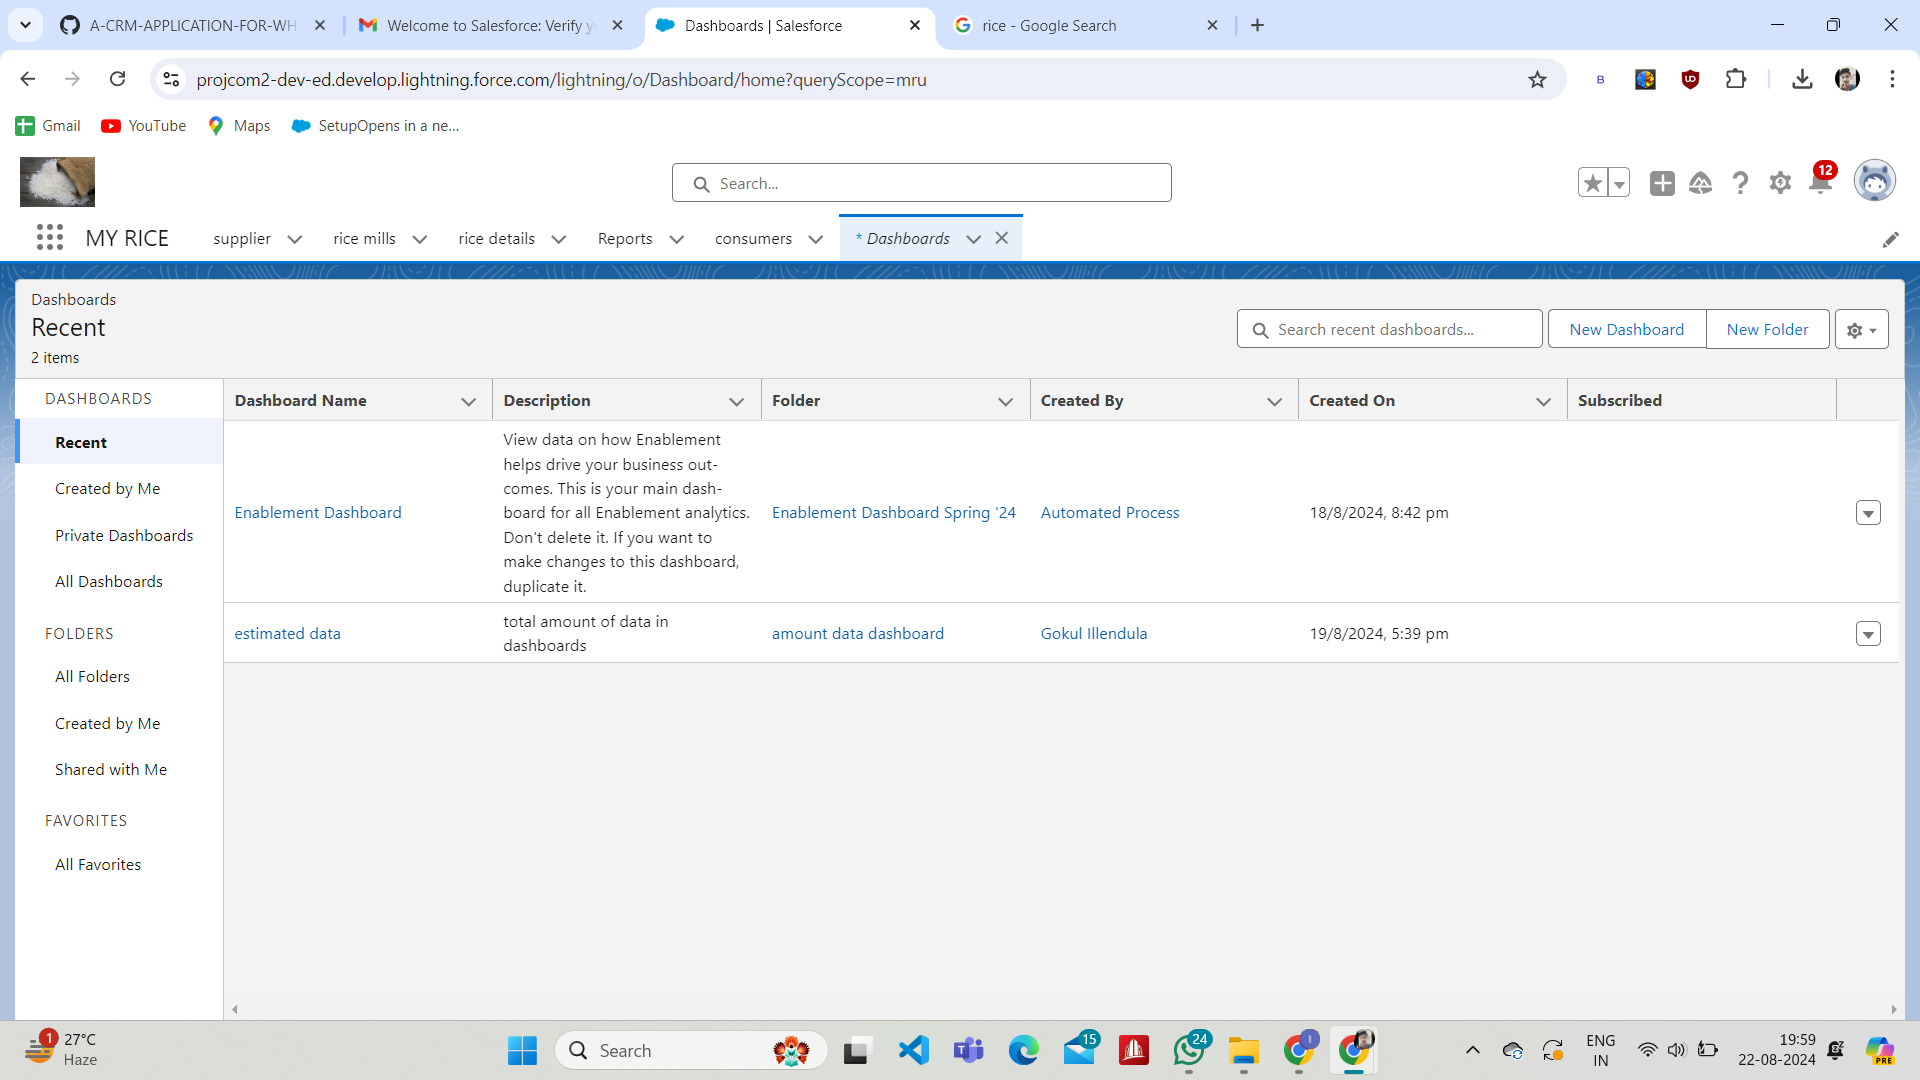 A-CRM-APPLICATION-FOR-WH
Welcome to Salesforce: Verify y
Dashboards | Salesforce
rice - Google Search
projcom2-dev-ed.develop.lightning.force.com/lightning/o/Dashboard/home?queryScope=mru
Gmail
YouTube
Maps
SetupOpens in a ne...
Search...
12
MY RICE
supplier
rice mills
rice details
Reports
consumers
* Dashboards
Dashboards
Recent
2 items
Search recent dashboards...
New Dashboard
New Folder
DASHBOARDS
Recent
Created by Me
Private Dashboards
All Dashboards
FOLDERS
All Folders
Created by Me
Shared with Me
FAVORITES
All Favorites
Dashboard Name
Description
Folder
Created By
Created On
Subscribed
Enablement Dashboard
View data on how Enablement
helps drive your business out-
comes. This is your main dash-
board for all Enablement analytics.
Don't delete it. If you want to
make changes to this dashboard,
duplicate it.
Enablement Dashboard Spring '24
Automated Process
18/8/2024, 8:42 pm
estimated data
total amount of data in
dashboards
amount data dashboard
Gokul Illendula
19/8/2024, 5:39 pm
1
27°C
Haze
Search
15
24
ENG
IN
19:59
22-08-2024
PRE